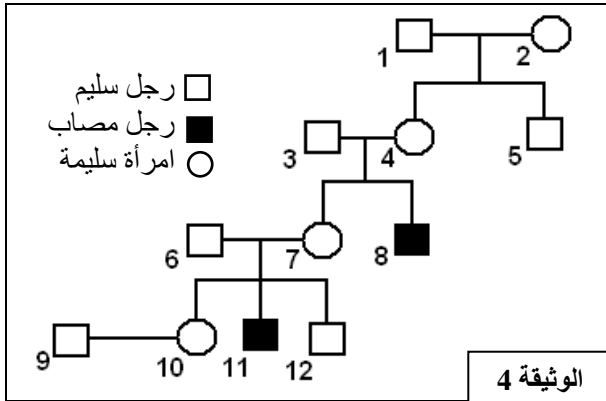 1 2
رجل سليم
رجل مصاب
امرأة سليمة
3 4 5
6 7 8
9 10 11 12
الوثيقة 4